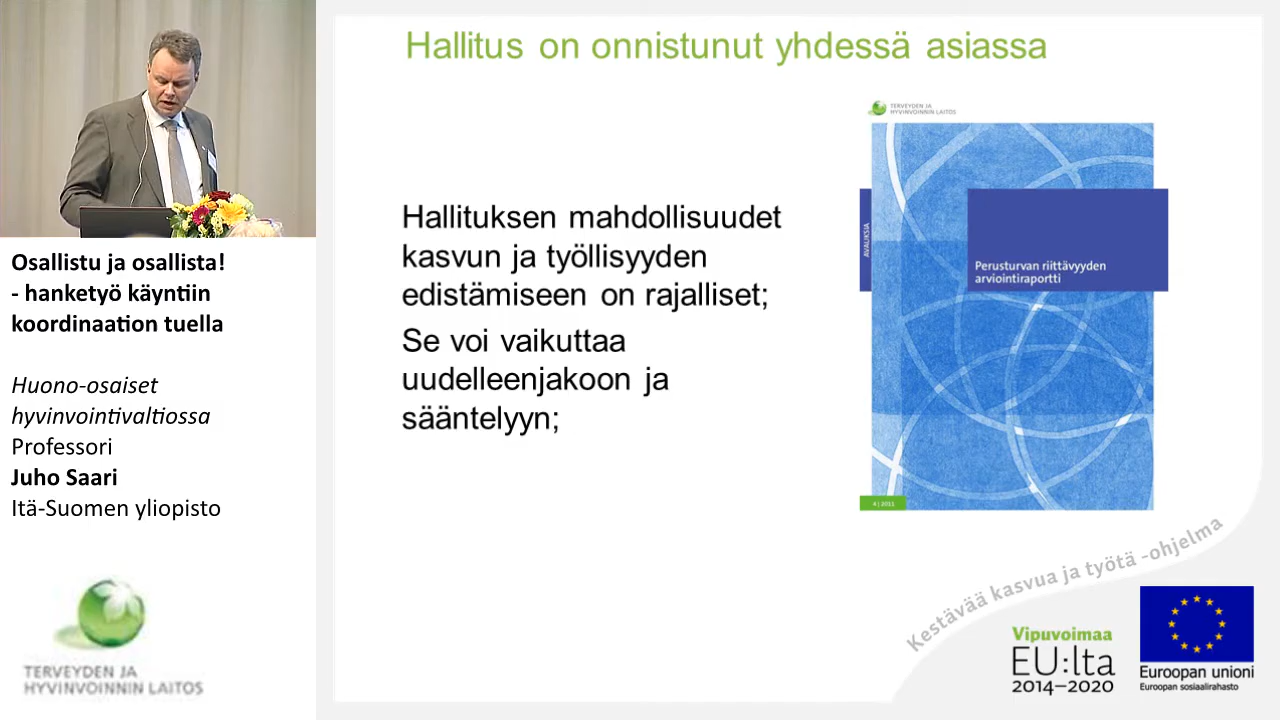 Osallistu ja osallista!
- hanketyö käyntiin
koordinaation tuella
Huono-osaiset
hyvinvointivaltiossa
Professori
Juho Saari
Itä-Suomen yliopisto
TERVEYDEN JA
HYVINVOINNIN LAITOS
Hallitus on onnistunut yhdessä asiassa
Hallituksen mahdollisuudet
kasvun ja työllisyyden
edistämiseen on rajalliset;
Se voi vaikuttaa
uudelleenjakoon ja
sääntelyyn;
TERVEYDEN JA
HYVINVOINNIN LAITOS
AVAUKSIA
Perusturvan riittävyyden
arviointiraportti
4 | 2011
Kestävää kasvua ja työtä -ohjelma
Vipuvoimaa
EU:lta
2014–2020
Euroopan unioni
Euroopan sosiaalirahasto